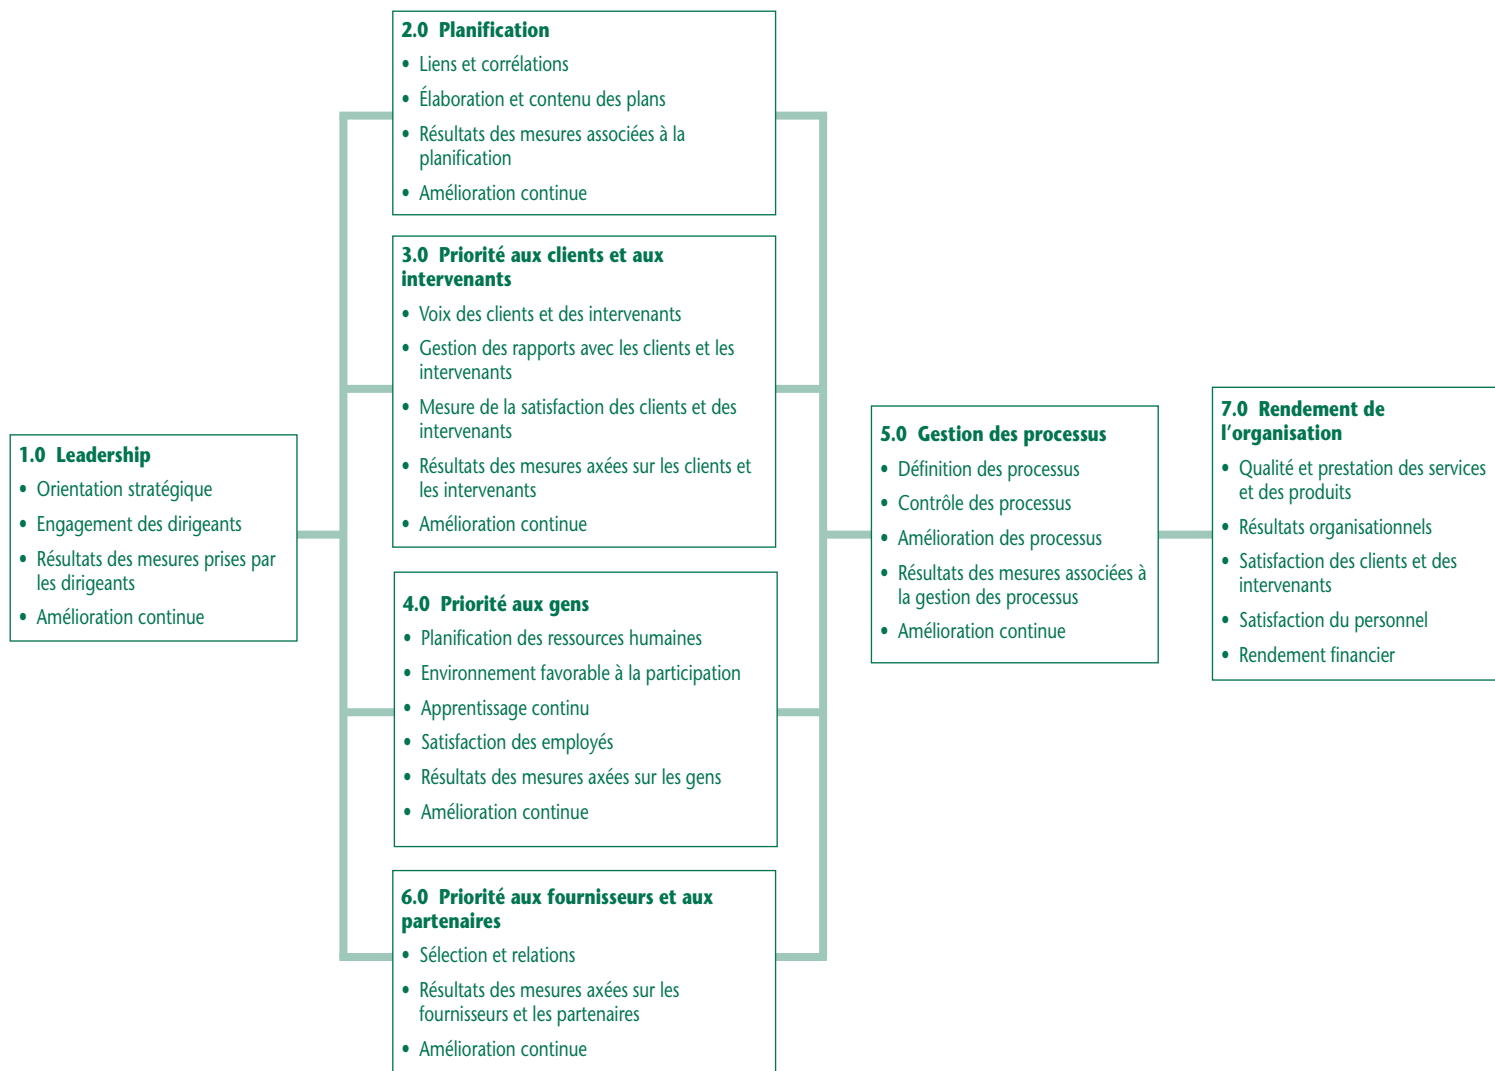 2.0 Planification
• Liens et corrélations
• Élaboration et contenu des plans
• Résultats des mesures associées à la
planification
• Amélioration continue
3.0 Priorité aux clients et aux
intervenants
• Voix des clients et des intervenants
• Gestion des rapports avec les clients et les
intervenants
• Mesure de la satisfaction des clients et des
intervenants
• Résultats des mesures axées sur les clients et
les intervenants
• Amélioration continue
1.0 Leadership
• Orientation stratégique
• Engagement des dirigeants
• Résultats des mesures prises par
les dirigeants
• Amélioration continue
4.0 Priorité aux gens
• Planification des ressources humaines
• Environnement favorable à la participation
• Apprentissage continu
• Satisfaction des employés
• Résultats des mesures axées sur les gens
• Amélioration continue
6.0 Priorité aux fournisseurs et aux
partenaires
• Sélection et relations
• Résultats des mesures axées sur les
fournisseurs et les partenaires
• Amélioration continue
5.0 Gestion des processus
• Définition des processus
• Contrôle des processus
• Amélioration des processus
• Résultats des mesures associées à
la gestion des processus
• Amélioration continue
7.0 Rendement de
l'organisation
• Qualité et prestation des services
et des produits
• Résultats organisationnels
• Satisfaction des clients et des
intervenants
• Satisfaction du personnel
• Rendement financier